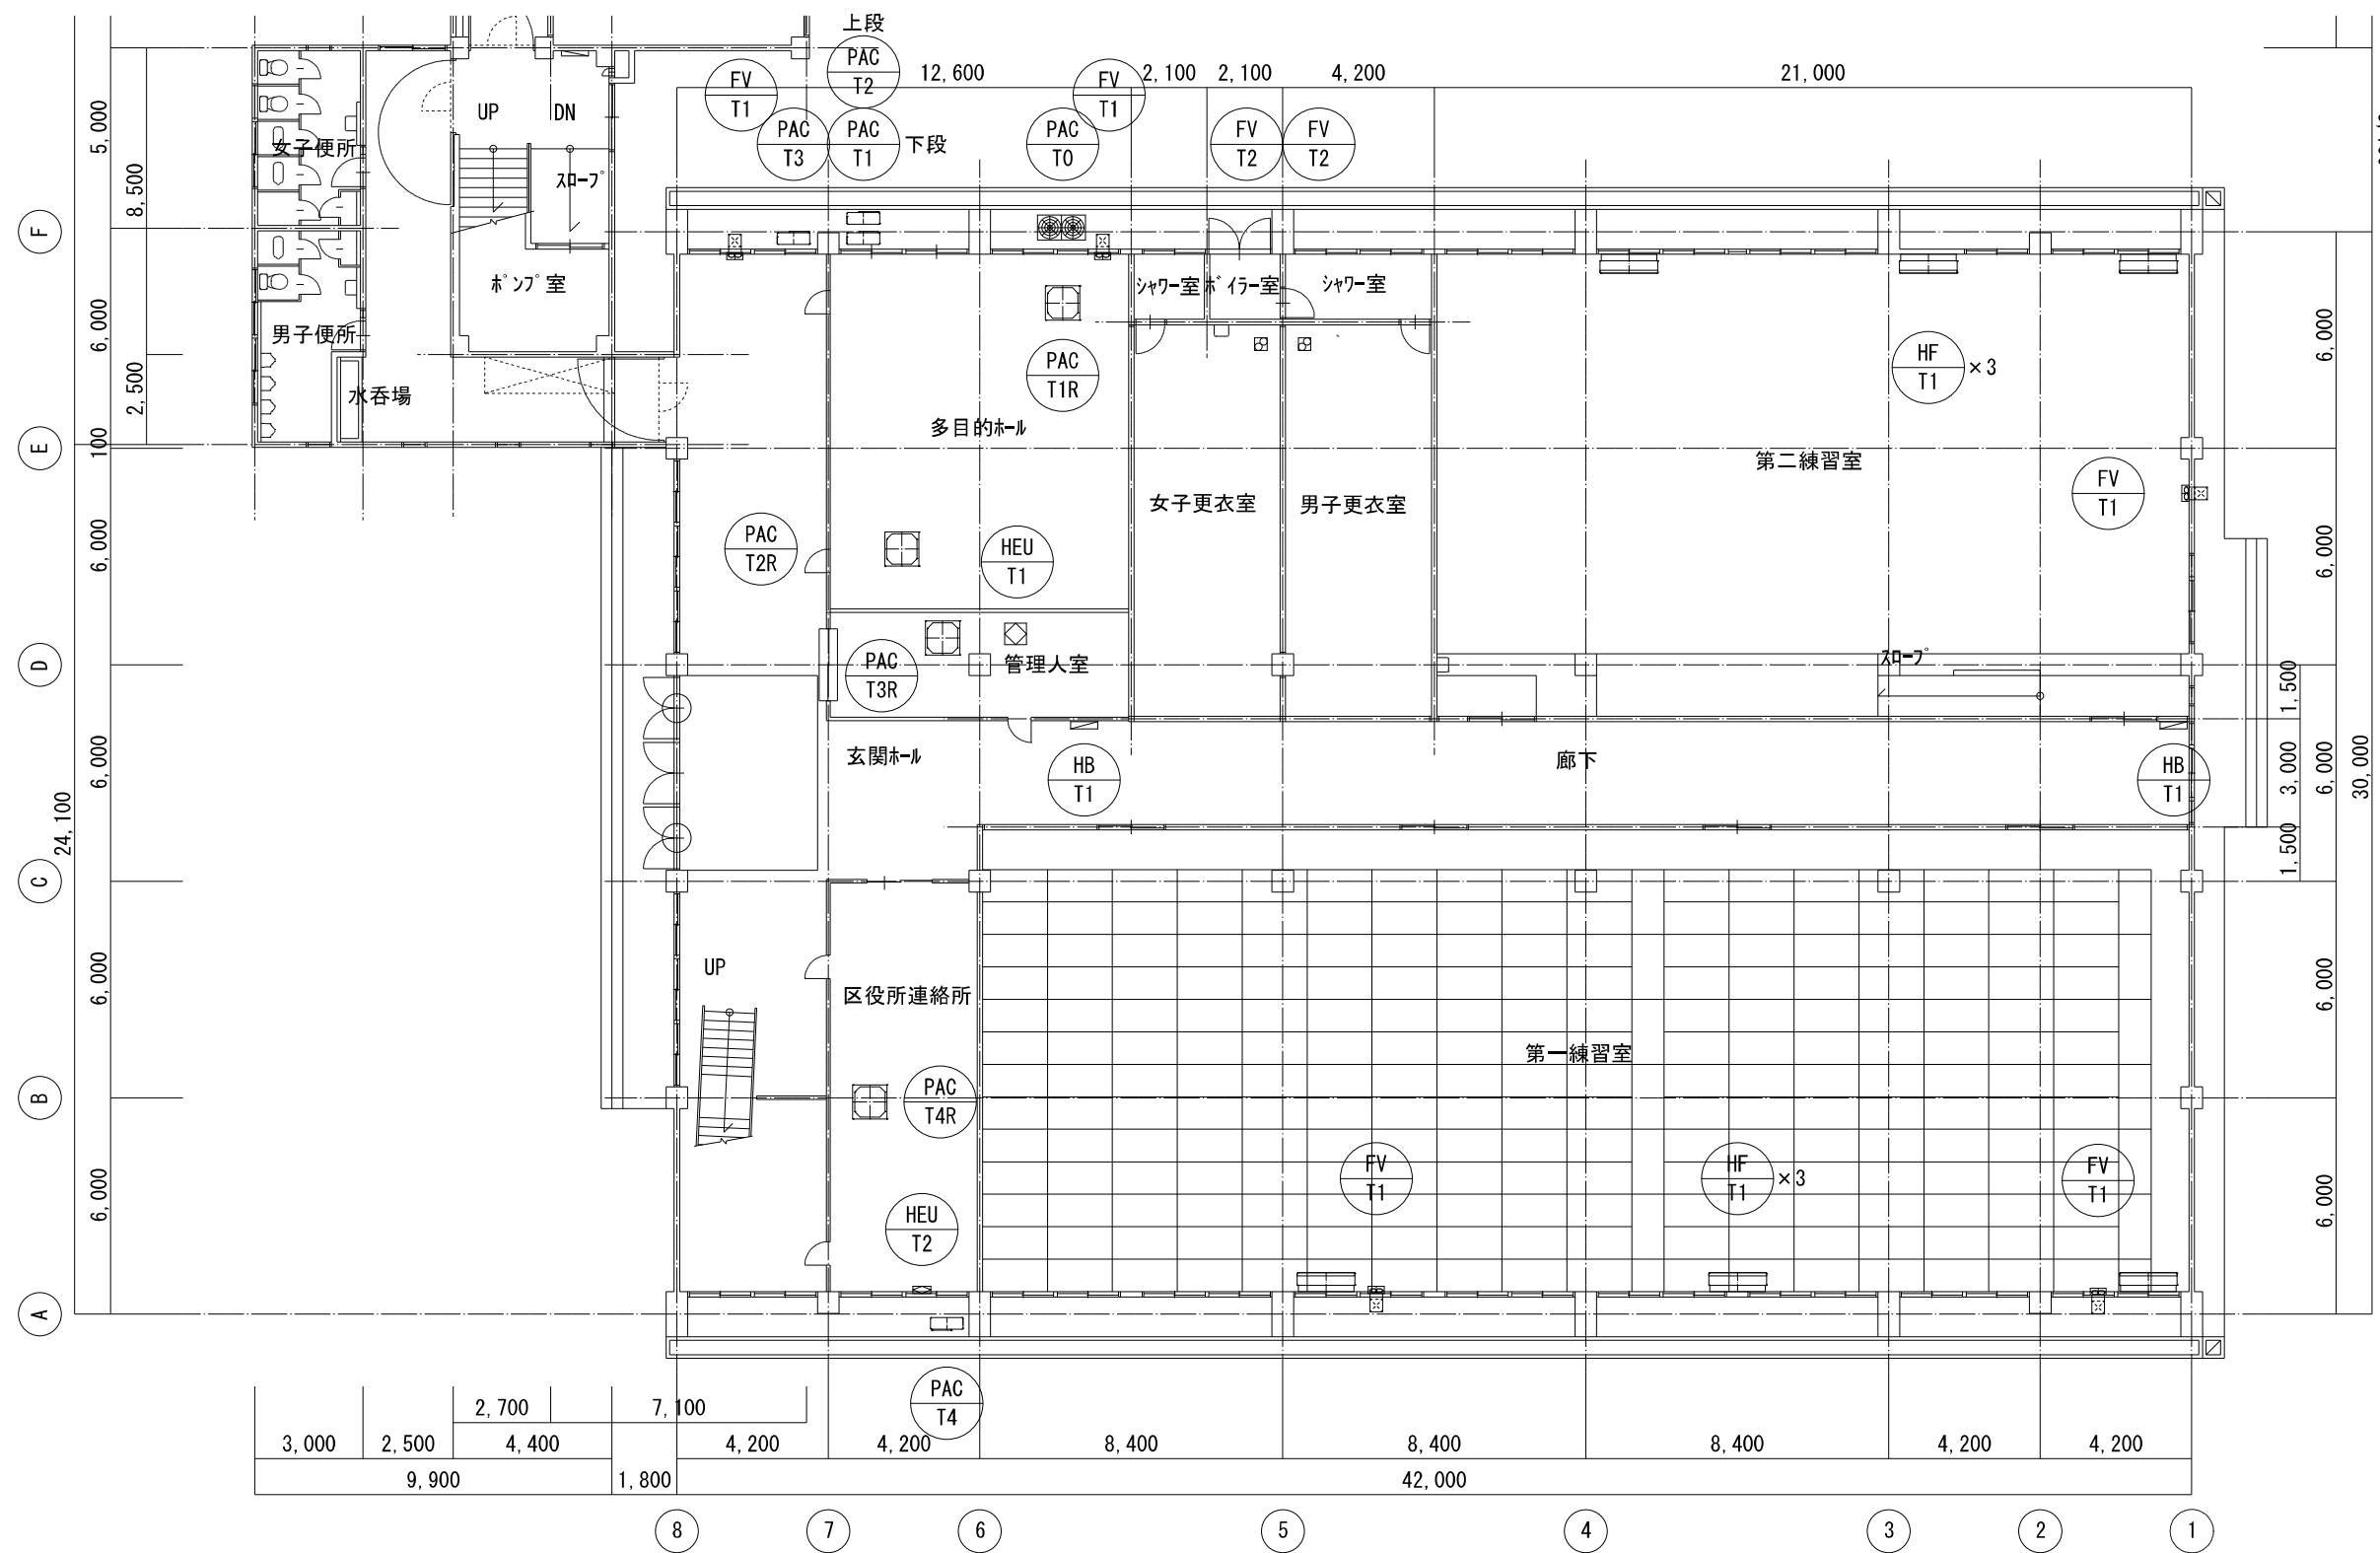 上段
PAC
T2
FV
T1
12,600
FV
T1
2,100
2,100
4,200
21,000
5,000
8,500
UP
DN
PAC
T3
PAC
T1
下段
PAC
T0
FV
T2
FV
T2
女子便所
ｽﾛｰﾌﾟ
F
ﾎﾟﾝﾌﾟ室
ｼｬﾜｰ室
ﾎﾞｲﾗｰ室
ｼｬﾜｰ室
6,000
男子便所
6,000
PAC
T1R
HF
T1
×3
2,500
水呑場
多目的ﾎｰﾙ
E
100
第二練習室
女子更衣室
男子更衣室
FV
T1
6,000
PAC
T2R
HEU
T1
6,000
D
PAC
T3R
管理人室
ｽﾛｰﾌﾟ
1,500
24,100
6,000
玄関ﾎｰﾙ
HB
T1
廊下
HB
T1
3,000
6,000
30,000
1,500
C
6,000
UP
区役所連絡所
6,000
第一練習室
B
PAC
T4R
FV
T1
HF
T1
×3
FV
T1
6,000
HEU
T2
6,000
A
PAC
T4
2,700
7,100
3,000
2,500
4,400
4,200
4,200
8,400
8,400
8,400
4,200
4,200
9,900
1,800
42,000
8
7
6
5
4
3
2
1